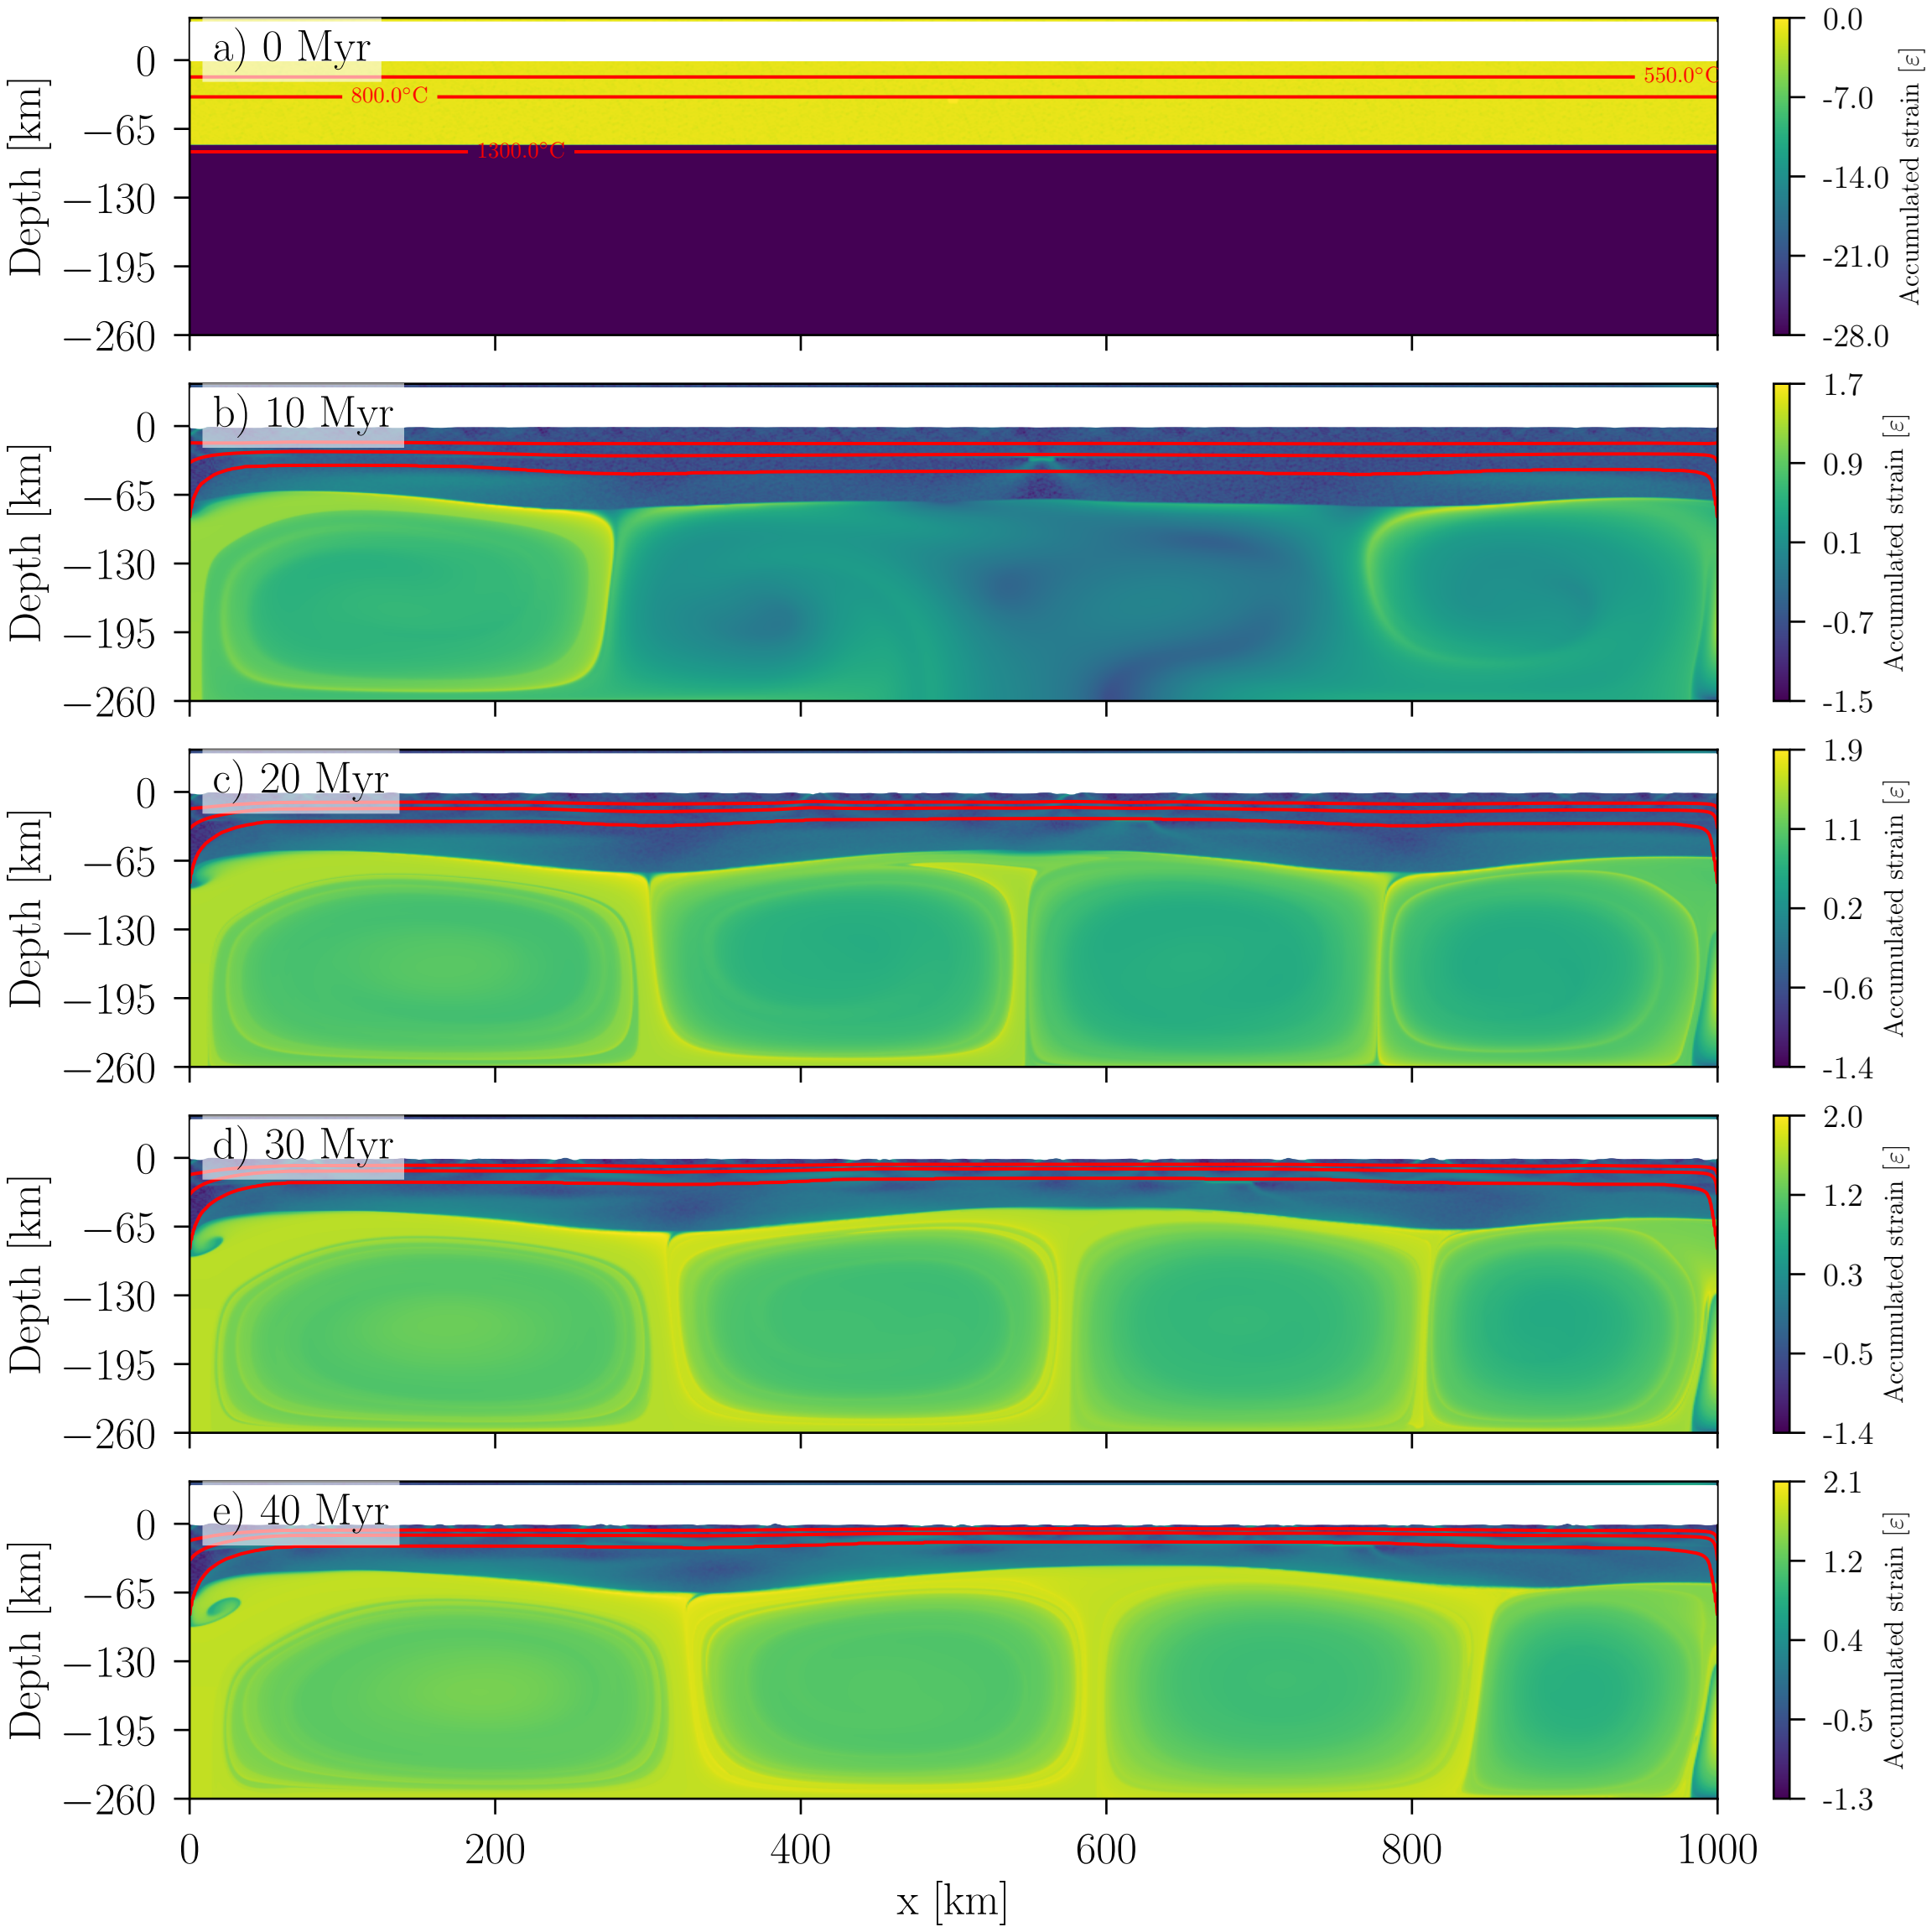 a) 0 Myr
Depth [km]
0
−65
−130
−195
−260
550.0°C
800.0°C
1300.0°C
0.0
-7.0
-14.0
-21.0
-28.0
Accumulated strain [ε]
b) 10 Myr
Depth [km]
0
−65
−130
−195
−260
1.7
0.9
0.1
-0.7
-1.5
Accumulated strain [ε]
c) 20 Myr
Depth [km]
0
−65
−130
−195
−260
1.9
1.1
0.2
-0.6
-1.4
Accumulated strain [ε]
d) 30 Myr
Depth [km]
0
−65
−130
−195
−260
2.0
1.2
0.3
-0.5
-1.4
Accumulated strain [ε]
e) 40 Myr
Depth [km]
0
−65
−130
−195
−260
2.1
1.2
0.4
-0.5
-1.3
Accumulated strain [ε]
0 200 400 600 800 1000
x [km]